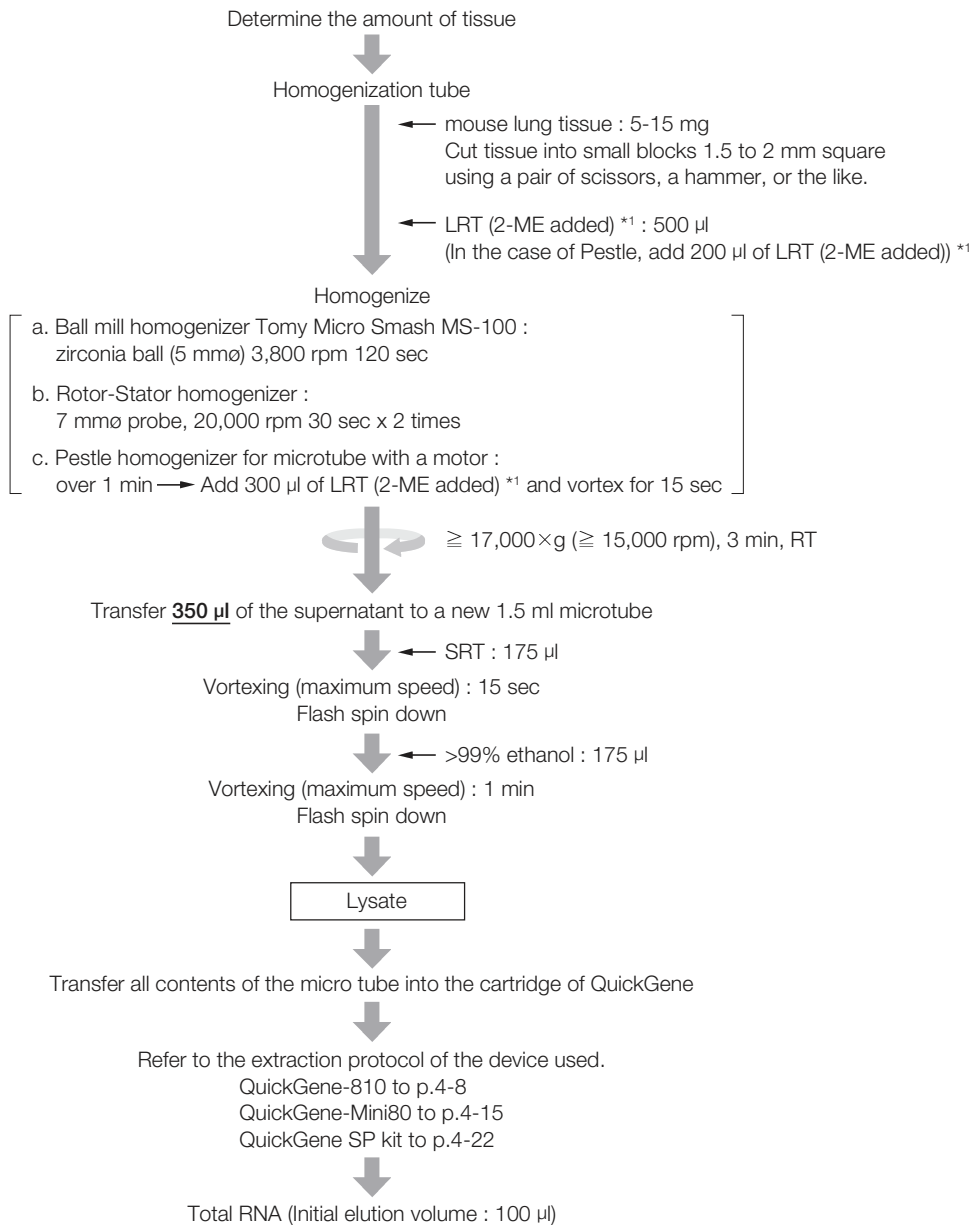 Determine the amount of tissue
Homogenization tube
mouse lung tissue : 5-15 mg
Cut tissue into small blocks 1.5 to 2 mm square
using a pair of scissors, a hammer, or the like.
LRT (2-ME added) *1 : 500 µl
(In the case of Pestle, add 200 µl of LRT (2-ME added)) *1
Homogenize
a. Ball mill homogenizer Tomy Micro Smash MS-100 :
zirconia ball (5 mmø) 3,800 rpm 120 sec
b. Rotor-Stator homogenizer :
7 mmø probe, 20,000 rpm 30 sec x 2 times
c. Pestle homogenizer for microtube with a motor :
over 1 min → Add 300 µl of LRT (2-ME added) *1 and vortex for 15 sec
≧ 17,000×g (≧ 15,000 rpm), 3 min, RT
Transfer 350 µl of the supernatant to a new 1.5 ml microtube
SRT : 175 µl
Vortexing (maximum speed) : 15 sec
Flash spin down
>99% ethanol : 175 µl
Vortexing (maximum speed) : 1 min
Flash spin down
Lysate
Transfer all contents of the micro tube into the cartridge of QuickGene
Refer to the extraction protocol of the device used.
QuickGene-810 to p.4-8
QuickGene-Mini80 to p.4-15
QuickGene SP kit to p.4-22
Total RNA (Initial elution volume : 100 µl)